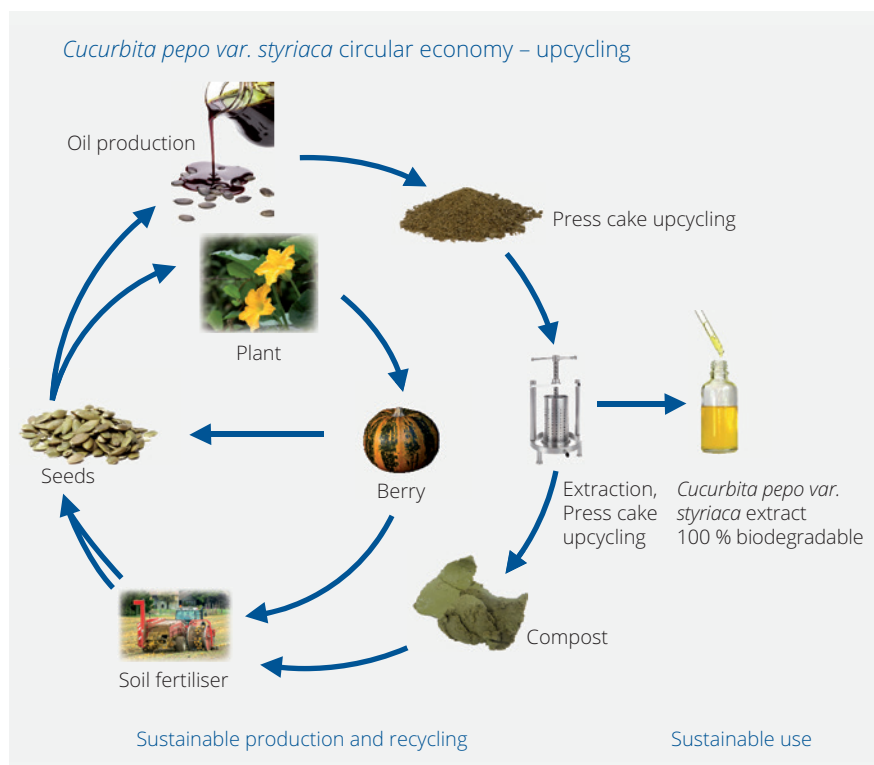 Cucurbita pepo var. styriaca circular economy – upcycling
Oil production
Press cake upcycling
Plant
Seeds
Berry
Extraction,
Press cake
upcycling
Cucurbita pepo var.
styriaca extract
100 % biodegradable
Compost
Soil fertiliser
Sustainable production and recycling
Sustainable use